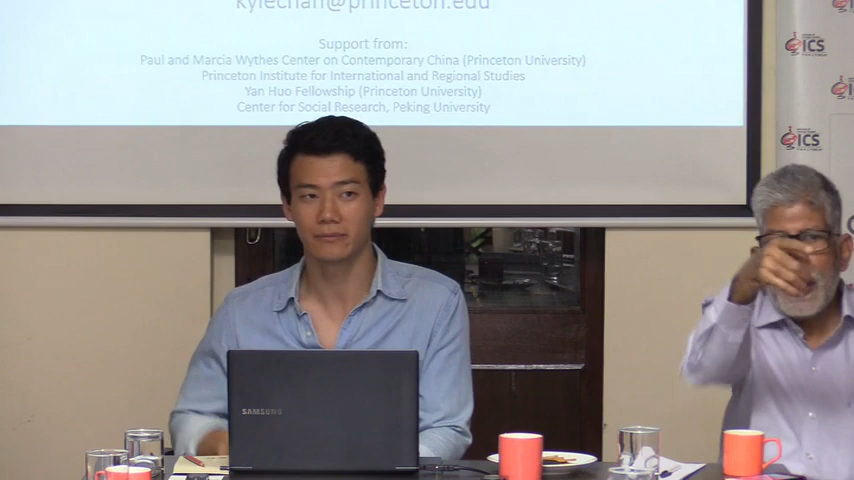 kylechan@princeton.edu
Support from:
Paul and Marcia Wythes Center on Contemporary China (Princeton University)
Princeton Institute for International and Regional Studies
Yan Huo Fellowship (Princeton University)
Center for Social Research, Peking University
ICS
ICS
ICS
SAMSUNG